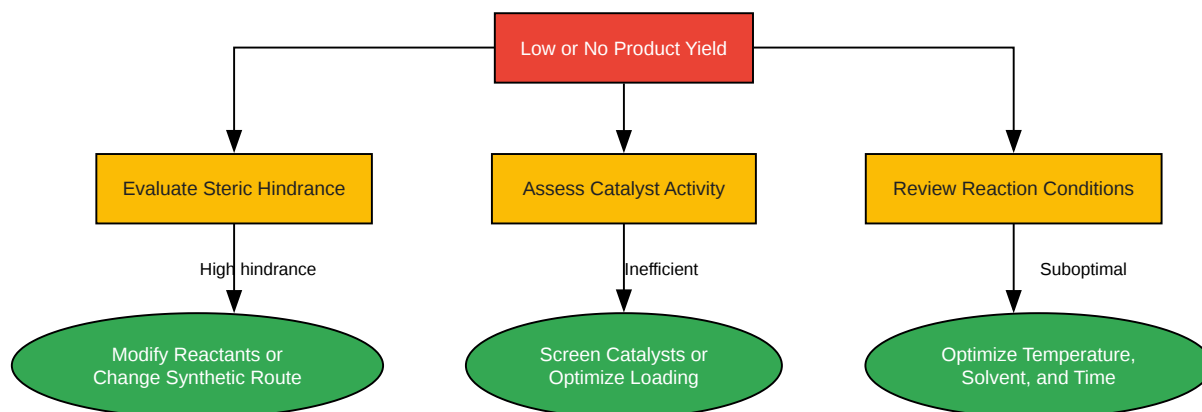 Low or No Product Yield
Evaluate Steric Hindrance
Assess Catalyst Activity
Review Reaction Conditions
High hindrance
Inefficient
Suboptimal
Modify Reactants or
Change Synthetic Route
Screen Catalysts or
Optimize Loading
Optimize Temperature,
Solvent, and Time